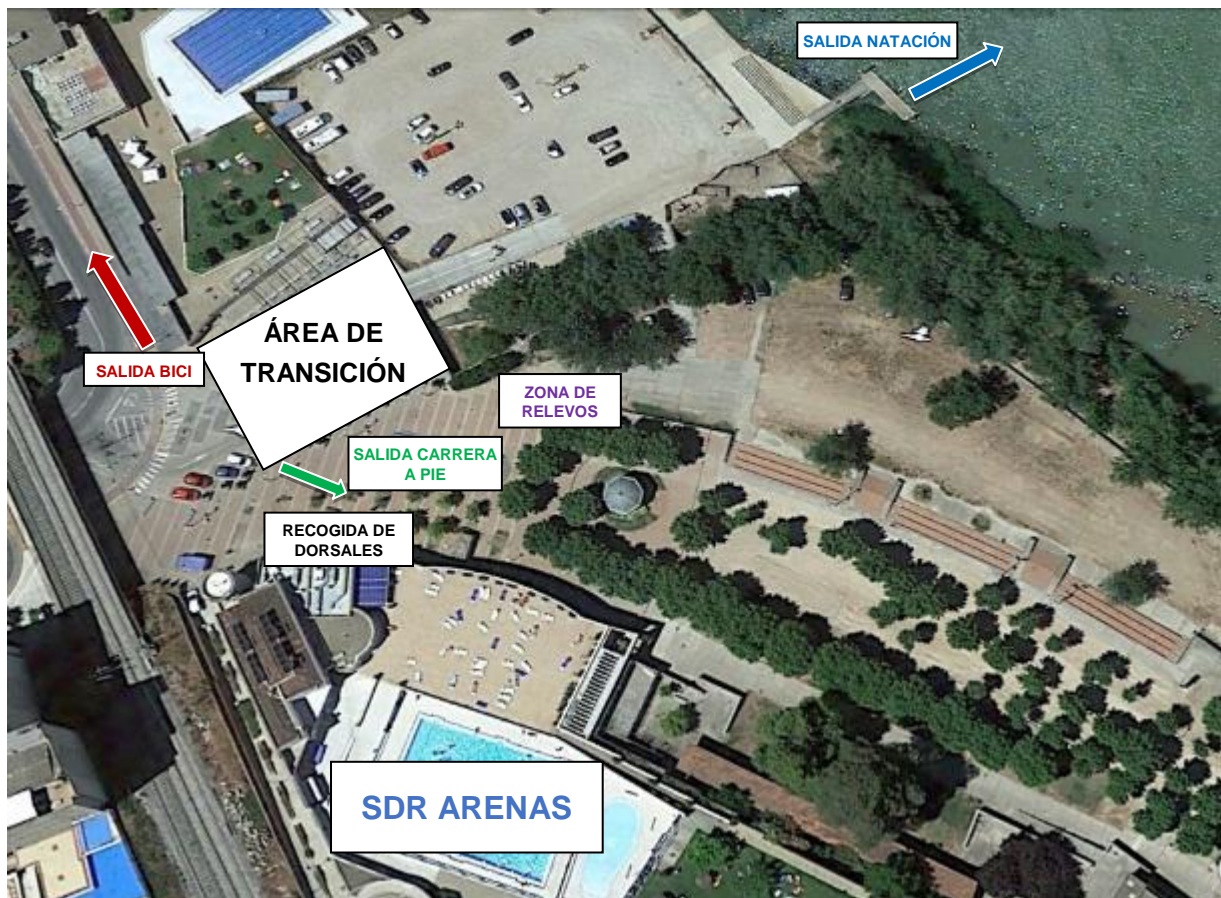 SALIDA NATACIÓN
ÁREA DE
TRANSICIÓN
SALIDA BICI
ZONA DE
RELEVOS
SALIDA CARRERA
A PIE
RECOGIDA DE
DORSALES
SDR ARENAS